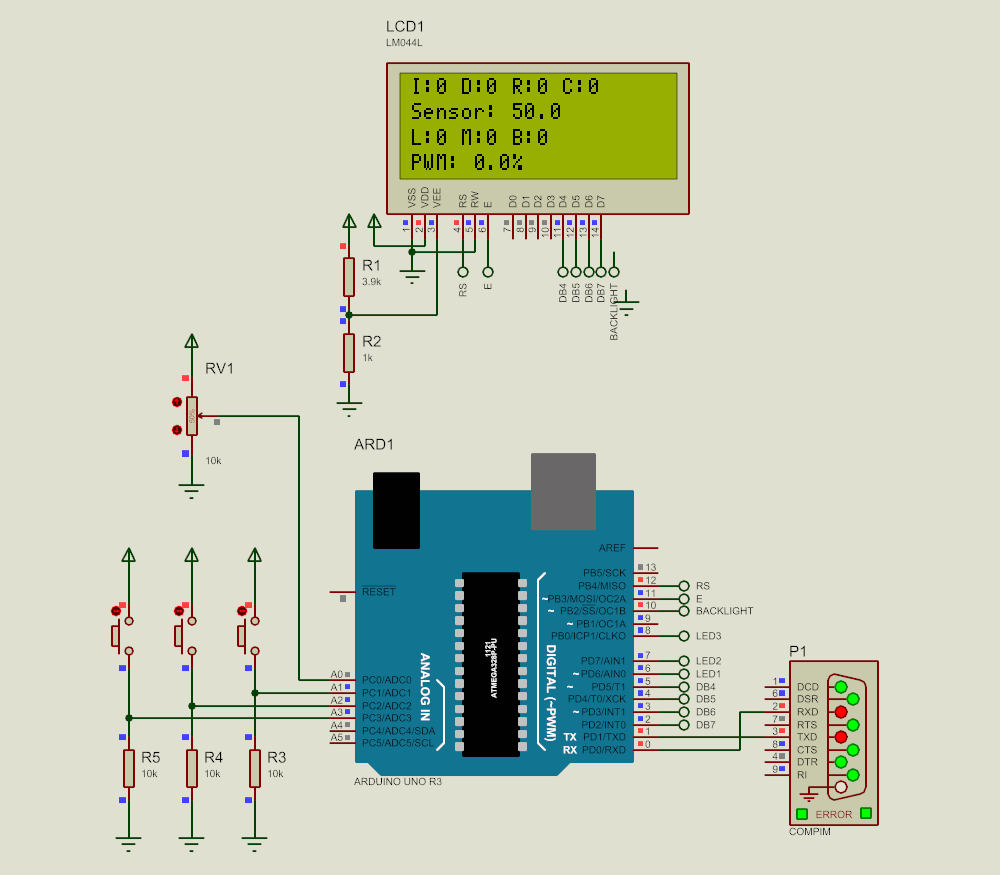 LCD1
LM044L
I:0 D:0 R:0 C:0
Sensor: 50.0
L:0 M:0 B:0
PWM: 0.0%
VSS VDD VEE RS RW E D0 D1 D2 D3 D4 D5 D6 D7
1 2 3 4 5 6 7 8 9 10 11 12 13 14
RS E DB4 DB5 DB6 DB7 BACKLIGHT
R1
3.9k
R2
1k
RV1
50%
10k
ARD1
AREF
RESET
PB5/SCK 13
PB4/MISO 12 RS
~PB3/MOSI/OC2A 11 E
~ PB2/SS/OC1B 10 BACKLIGHT
~ PB1/OC1A 9
PB0/ICP1/CLKO 8 LED3
PD7/AIN1 7 LED2
~ PD6/AIN0 6 LED1
~ PD5/T1 5 DB4
PD4/T0/XCK 4 DB5
~ PD3/INT1 3 DB6
PD2/INT0 2 DB7
TX PD1/TXD 1
RX PD0/RXD 0
A0 PC0/ADC0
A1 PC1/ADC1
A2 PC2/ADC2
A3 PC3/ADC3
A4 PC4/ADC4/SDA
A5 PC5/ADC5/SCL
ANALOG IN
1121
ATMEGA328P-PU
DIGITAL (~PWM)
ARDUINO UNO R3
R5
10k
R4
10k
R3
10k
P1
1 DCD
6 DSR
2 RXD
7 RTS
3 TXD
8 CTS
4 DTR
9 RI
ERROR
COMPIM